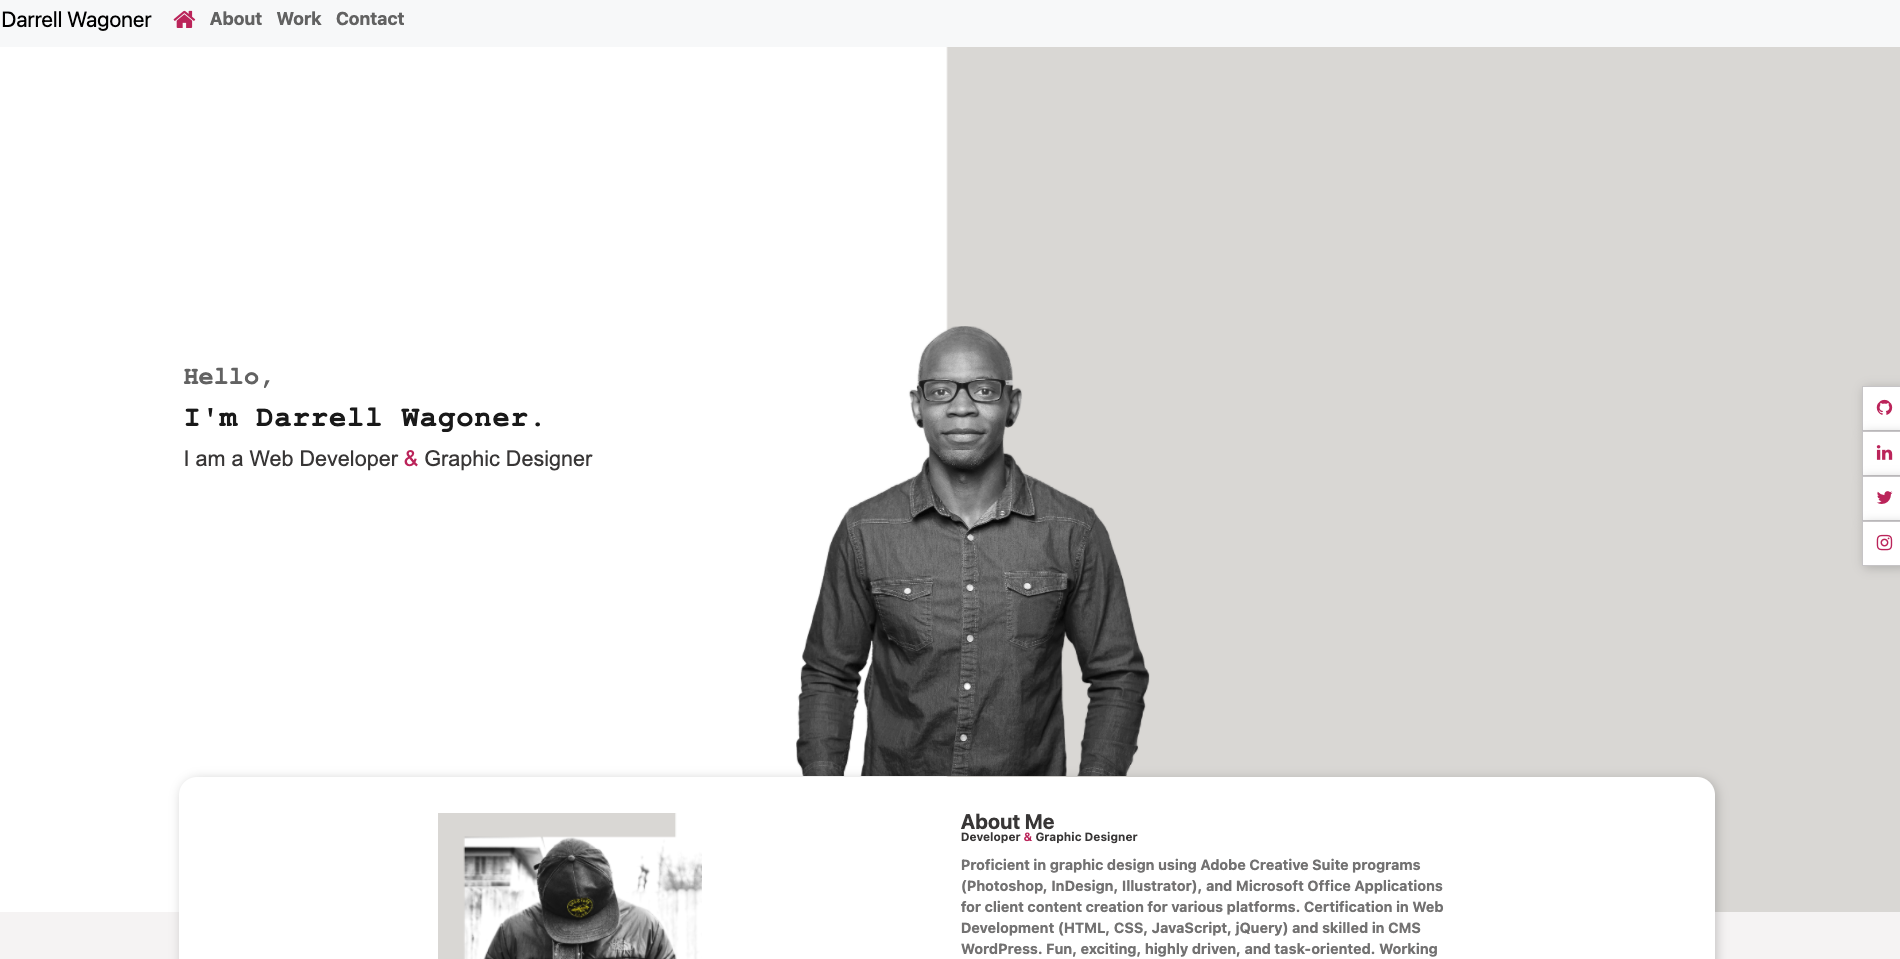 Darrell Wagoner
About Work Contact
Hello,
I'm Darrell Wagoner.
I am a Web Developer & Graphic Designer
in
About Me
Developer & Graphic Designer
Proficient in graphic design using Adobe Creative Suite programs
(Photoshop, InDesign, Illustrator), and Microsoft Office Applications
for client content creation for various platforms. Certification in Web
Development (HTML, CSS, JavaScript, jQuery) and skilled in CMS
WordPress. Fun, exciting, highly driven, and task-oriented. Working